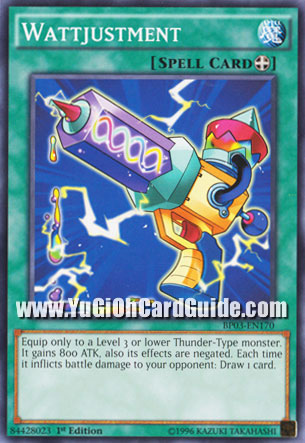 Wattjustment
[Spell Card]
www.YuGiOhCardGuide.com
BP03-EN170
Equip only to a Level 3 or lower Thunder-Type monster.
It gains 800 ATK, also its effects are negated. Each time
it inflicts battle damage to your opponent: Draw 1 card.
84428023 1st Edition ©1996 KAZUKI TAKAHASHI